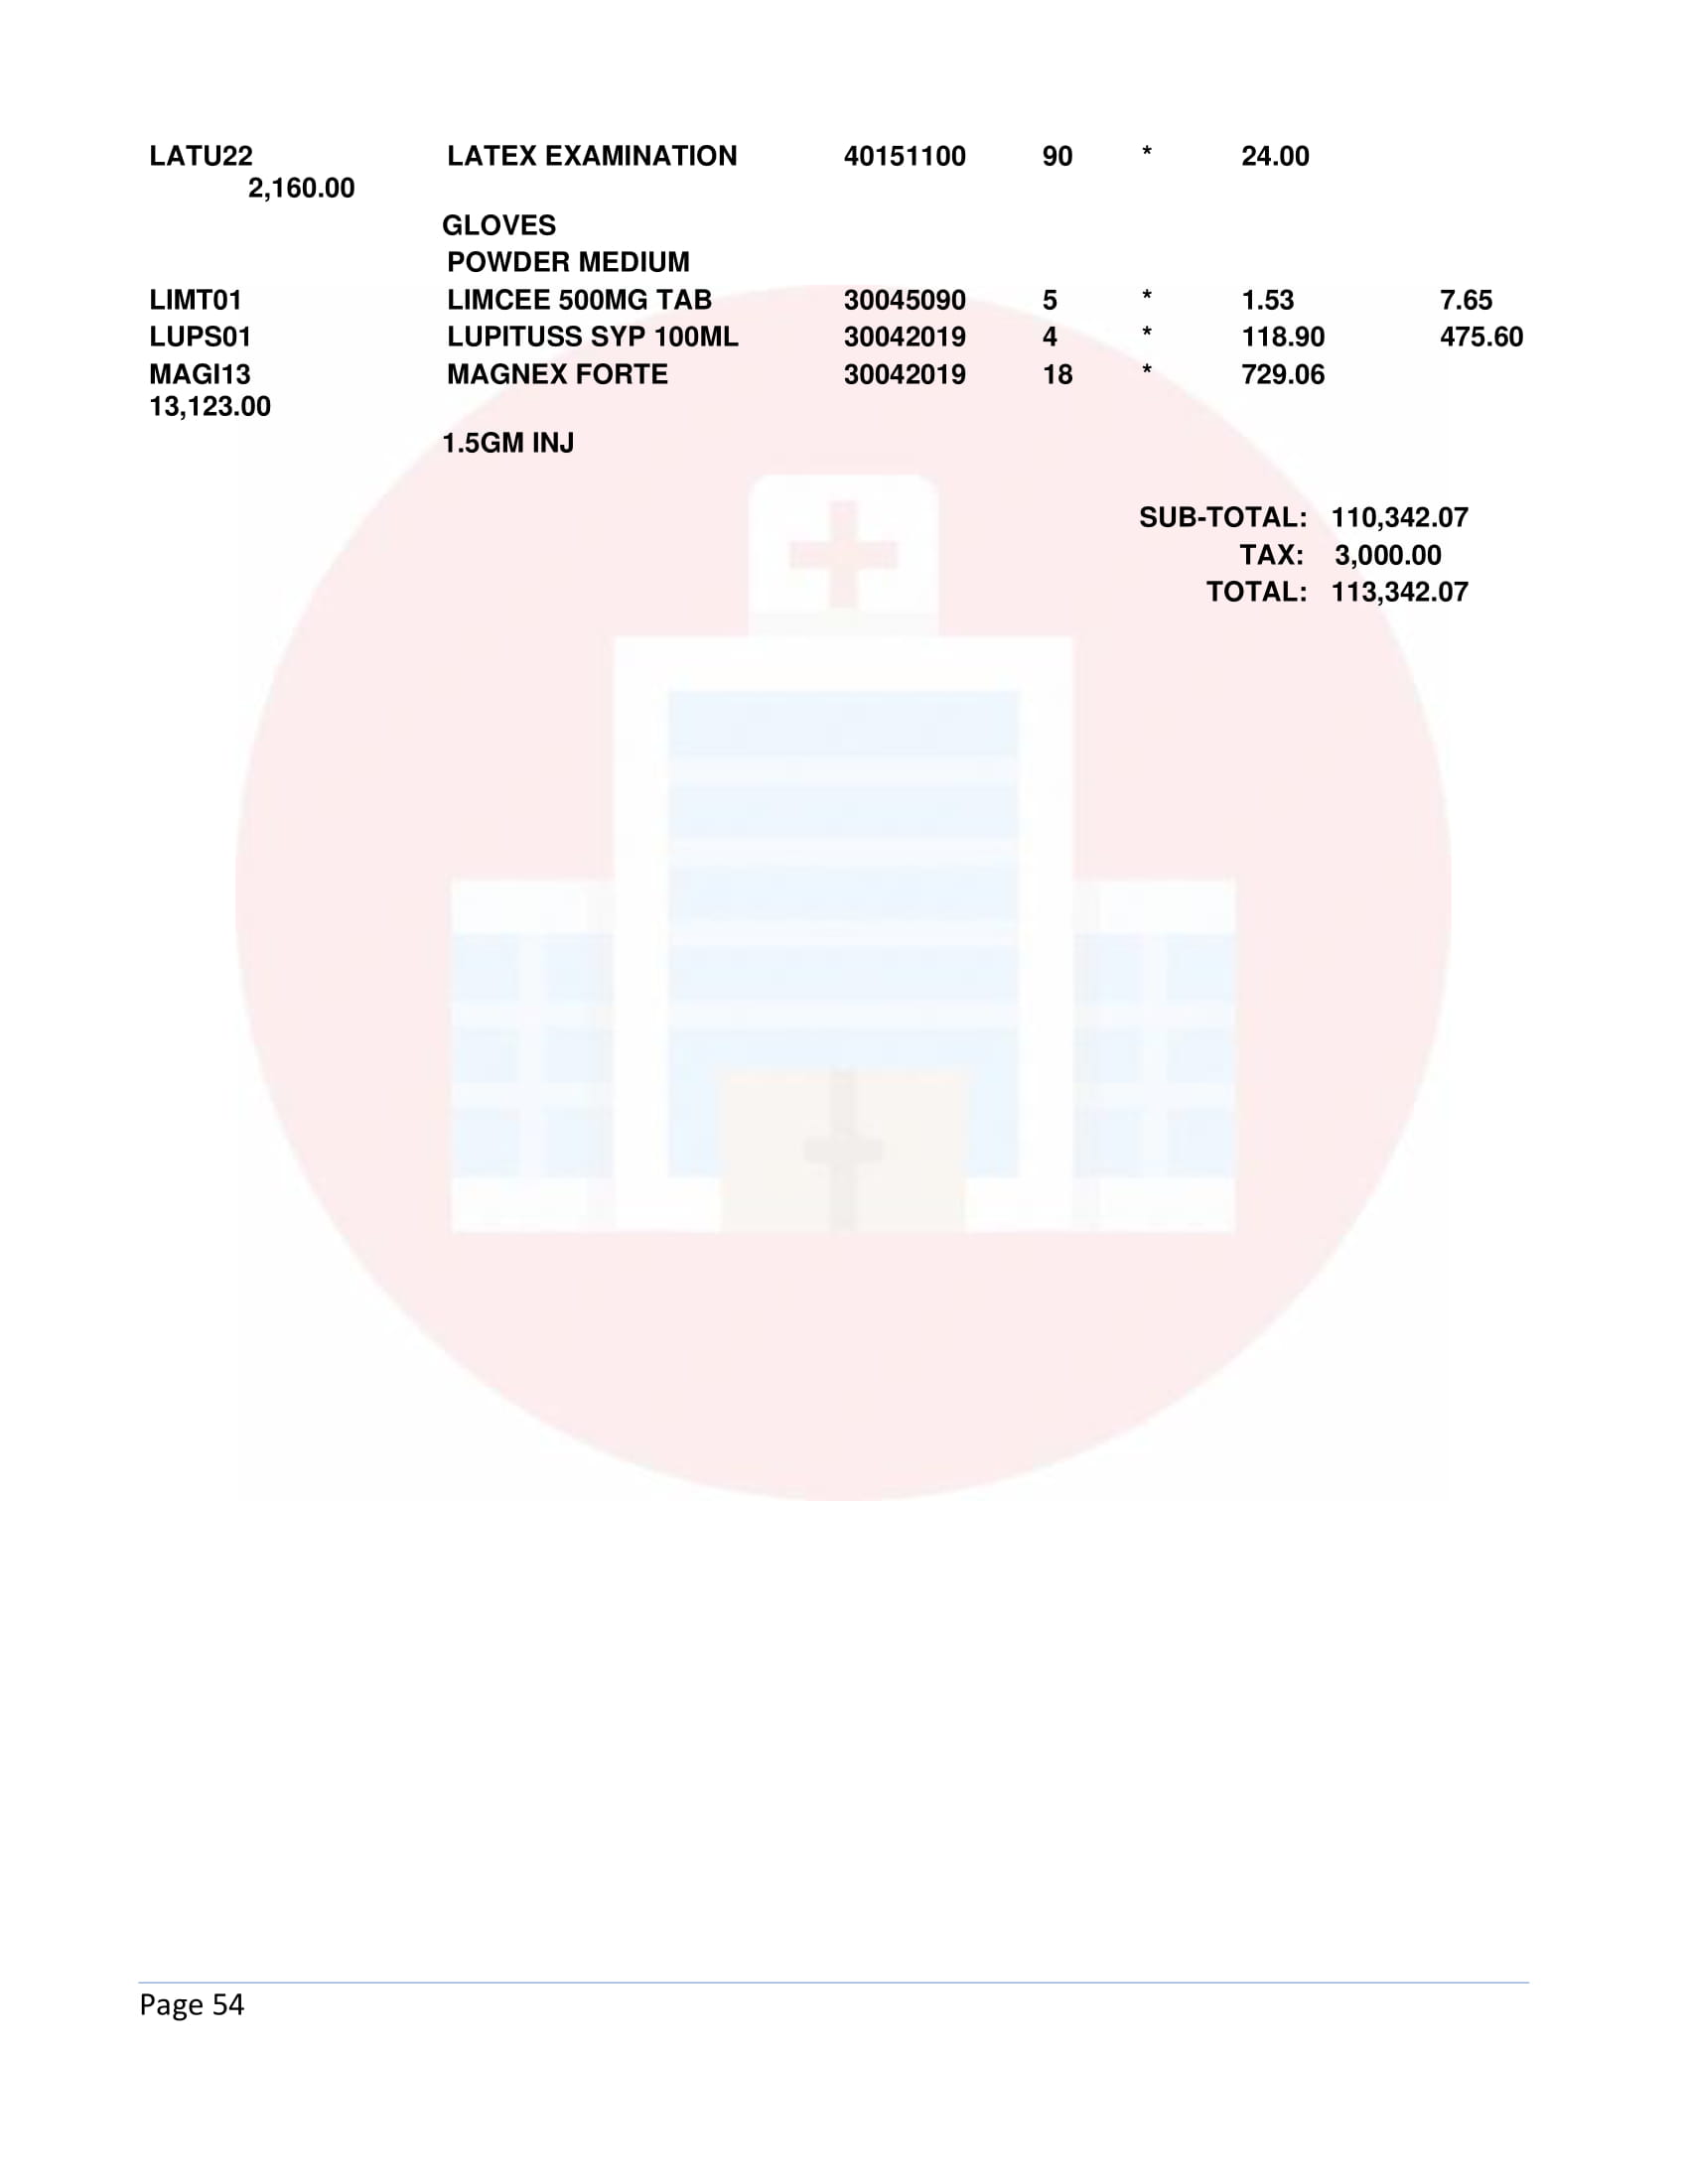 LATU22 LATEX EXAMINATION 40151100 90 * 24.00
2,160.00
GLOVES
POWDER MEDIUM
LIMT01 LIMCEE 500MG TAB 30045090 5 * 1.53 7.65
LUPS01 LUPITUSS SYP 100ML 30042019 4 * 118.90 475.60
MAGI13 MAGNEX FORTE 30042019 18 * 729.06
13,123.00
1.5GM INJ
SUB-TOTAL: 110,342.07
TAX: 3,000.00
TOTAL: 113,342.07
Page 54